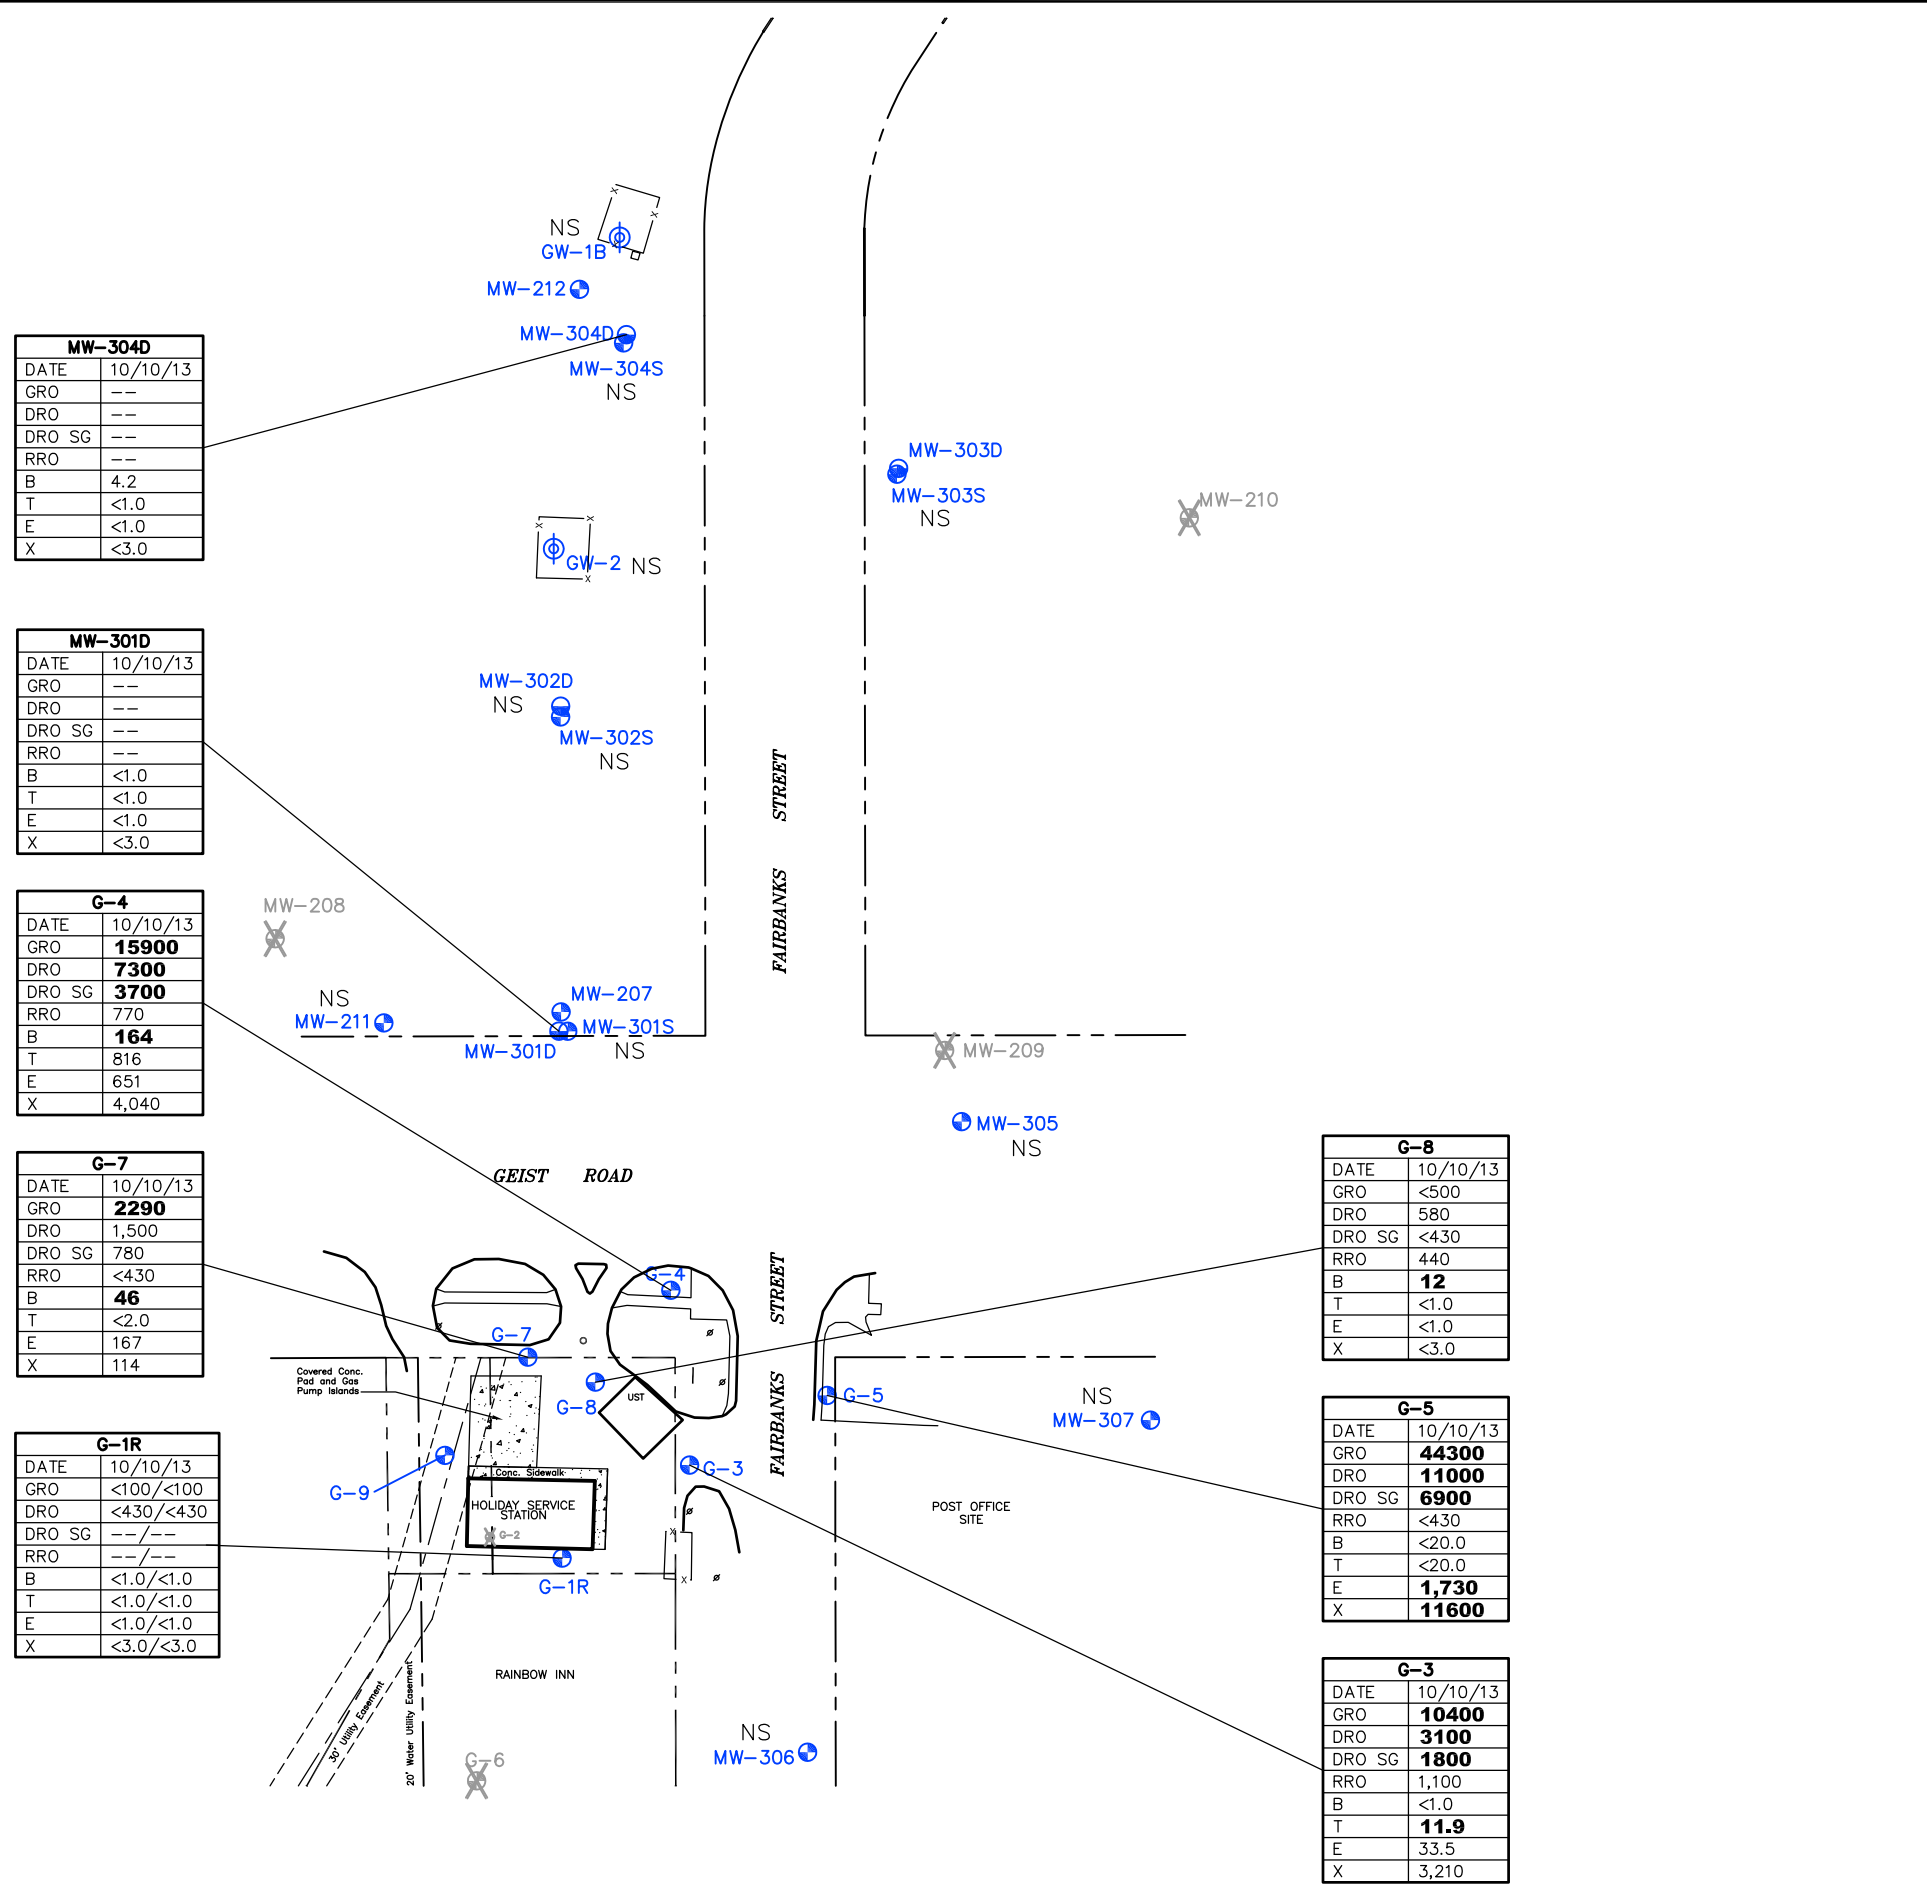 NS
GW-1B
MW-212
MW-304D
MW-304S
NS
MW-304D
DATE 10/10/13
GRO --
DRO --
DRO SG --
RRO --
B 4.2
T <1.0
E <1.0
X <3.0
MW-303D
MW-303S
NS
MW-210
GW-2 NS
MW-301D
DATE 10/10/13
GRO --
DRO --
DRO SG --
RRO --
B <1.0
T <1.0
E <1.0
X <3.0
MW-302D
NS
MW-302S
NS
FAIRBANKS STREET
G-4
DATE 10/10/13
GRO 15900
DRO 7300
DRO SG 3700
RRO 770
B 164
T 816
E 651
X 4,040
MW-208
NS
MW-211
MW-207
MW-301S
MW-301D
NS
MW-209
MW-305
NS
GEIST ROAD
G-7
DATE 10/10/13
GRO 2290
DRO 1,500
DRO SG 780
RRO <430
B 46
T <2.0
E 167
X 114
G-8
DATE 10/10/13
GRO <500
DRO 580
DRO SG <430
RRO 440
B 12
T <1.0
E <1.0
X <3.0
G-4
G-7
FAIRBANKS STREET
Covered Conc.
Pad and Gas
Pump Islands
UST
G-8
G-5
NS
MW-307
G-3
G-9
Conc. Sidewalk
HOLIDAY SERVICE
STATION
G-2
G-1R
POST OFFICE
SITE
G-5
DATE 10/10/13
GRO 44300
DRO 11000
DRO SG 6900
RRO <430
B <20.0
T <20.0
E 1,730
X 11600
G-1R
DATE 10/10/13
GRO <100/<100
DRO <430/<430
DRO SG --/--
RRO --/--
B <1.0/<1.0
T <1.0/<1.0
E <1.0/<1.0
X <3.0/<3.0
RAINBOW INN
30' Utility Easement
20' Water Utility Easement
NS
MW-306
G-6
G-3
DATE 10/10/13
GRO 10400
DRO 3100
DRO SG 1800
RRO 1,100
B <1.0
T 11.9
E 33.5
X 3,210